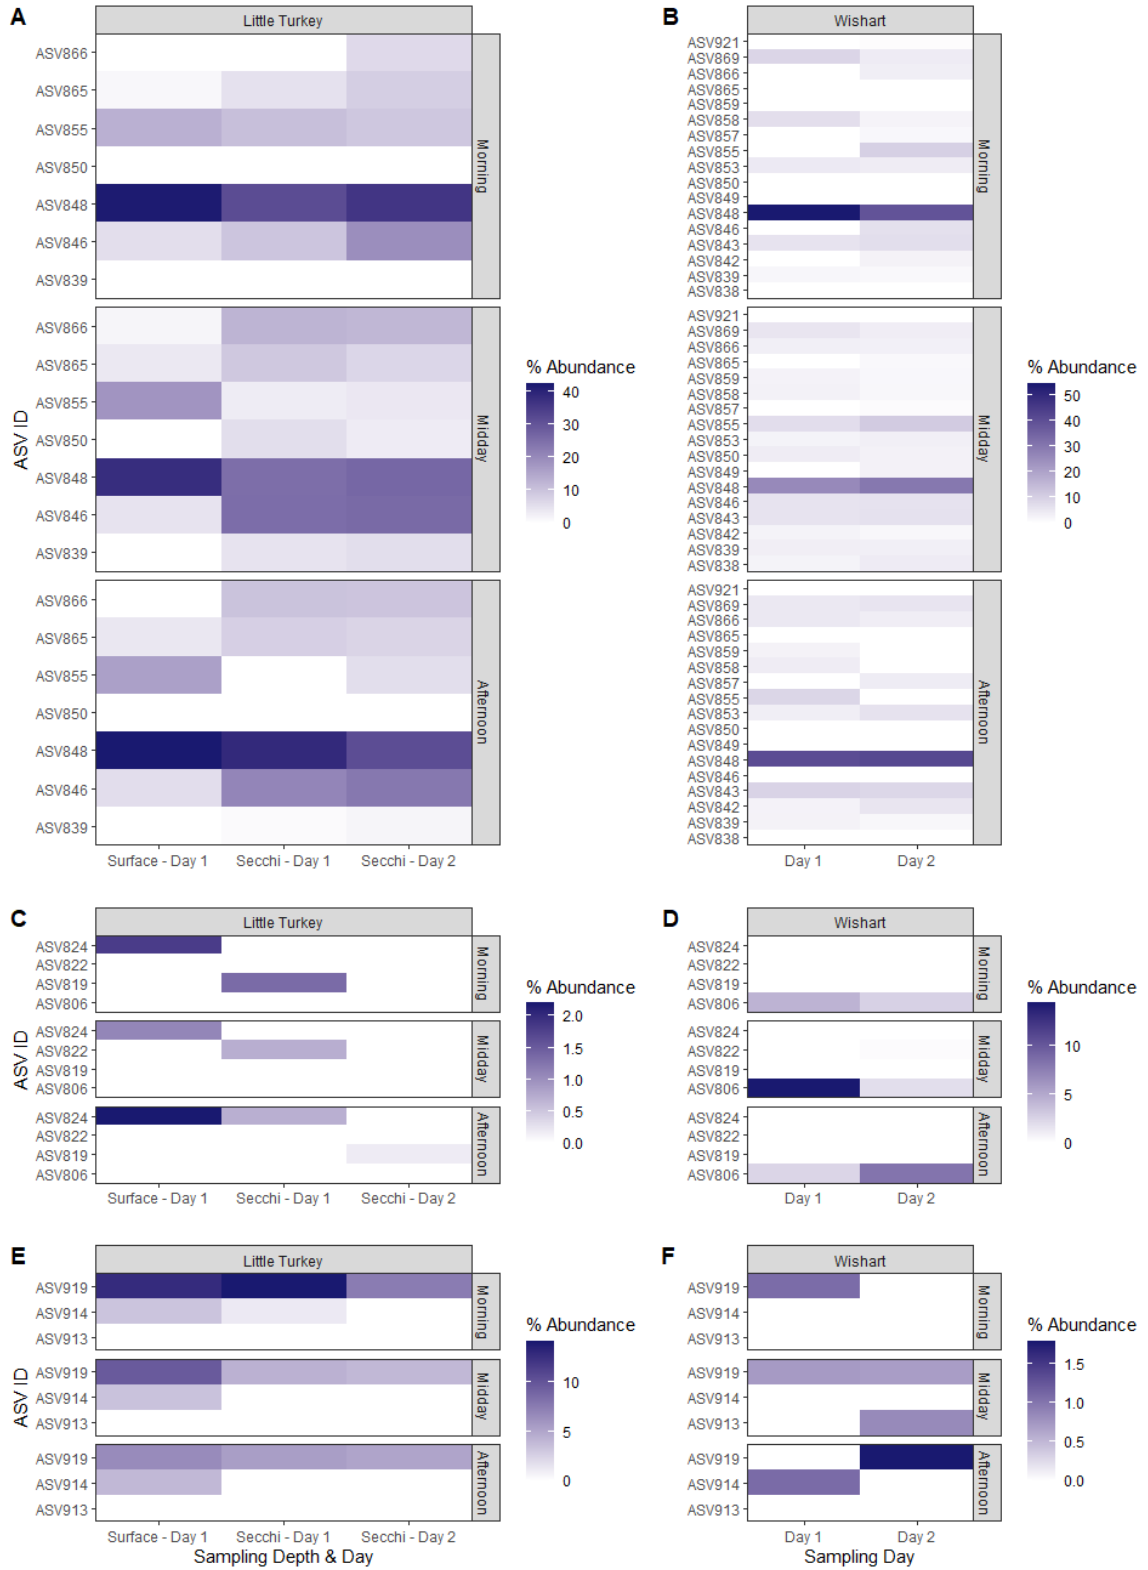 A
Little Turkey
ASV866
ASV865
ASV855
ASV850
ASV848
ASV846
ASV839
Morning
ASV866
ASV865
ASV855
ASV850
ASV848
ASV846
ASV839
Midday
ASV866
ASV865
ASV855
ASV850
ASV848
ASV846
ASV839
Afternoon
ASV ID
Surface - Day 1 Secchi - Day 1 Secchi - Day 2
% Abundance
40
30
20
10
0
B
Wishart
ASV921
ASV869
ASV866
ASV865
ASV859
ASV858
ASV857
ASV855
ASV853
ASV850
ASV849
ASV848
ASV846
ASV843
ASV842
ASV839
ASV838
Morning
ASV921
ASV869
ASV866
ASV865
ASV859
ASV858
ASV857
ASV855
ASV853
ASV850
ASV849
ASV848
ASV846
ASV843
ASV842
ASV839
ASV838
Midday
ASV921
ASV869
ASV866
ASV865
ASV859
ASV858
ASV857
ASV855
ASV853
ASV850
ASV849
ASV848
ASV846
ASV843
ASV842
ASV839
ASV838
Afternoon
Day 1 Day 2
% Abundance
50
40
30
20
10
0
C
Little Turkey
ASV824
ASV822
ASV819
ASV806
Morning
ASV824
ASV822
ASV819
ASV806
Midday
ASV824
ASV822
ASV819
ASV806
Afternoon
ASV ID
Surface - Day 1 Secchi - Day 1 Secchi - Day 2
% Abundance
2.0
1.5
1.0
0.5
0.0
D
Wishart
ASV824
ASV822
ASV819
ASV806
Morning
ASV824
ASV822
ASV819
ASV806
Midday
ASV824
ASV822
ASV819
ASV806
Afternoon
Day 1 Day 2
% Abundance
10
5
0
E
Little Turkey
ASV919
ASV914
ASV913
Morning
ASV919
ASV914
ASV913
Midday
ASV919
ASV914
ASV913
Afternoon
ASV ID
Surface - Day 1 Secchi - Day 1 Secchi - Day 2
Sampling Depth & Day
% Abundance
10
5
0
F
Wishart
ASV919
ASV914
ASV913
Morning
ASV919
ASV914
ASV913
Midday
ASV919
ASV914
ASV913
Afternoon
Day 1 Day 2
Sampling Day
% Abundance
1.5
1.0
0.5
0.0